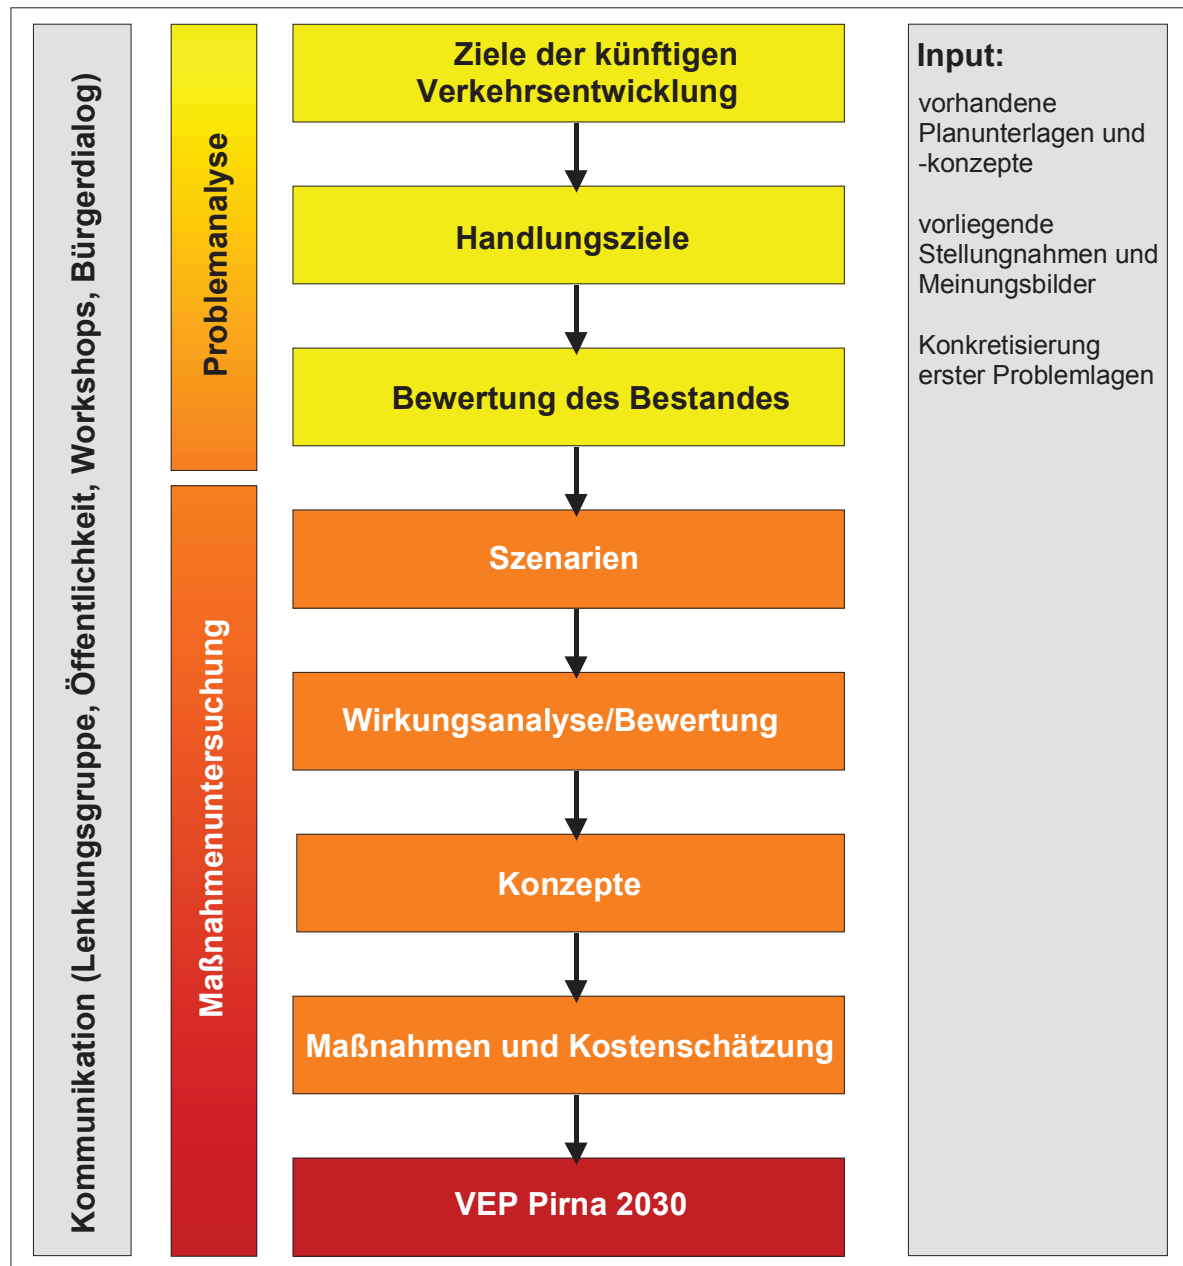 Kommunikation (Lenkungsgruppe, Öffentlichkeit, Workshops, Bürgerdialog)
Problemanalyse
Maßnahmenuntersuchung
Ziele der künftigen
Verkehrsentwicklung
Handlungsziele
Bewertung des Bestandes
Szenarien
Wirkungsanalyse/Bewertung
Konzepte
Maßnahmen und Kostenschätzung
VEP Pirna 2030
Input:
vorhandene
Planunterlagen und
-konzepte
vorliegende
Stellungnahmen und
Meinungsbilder
Konkretisierung
erster Problemlagen